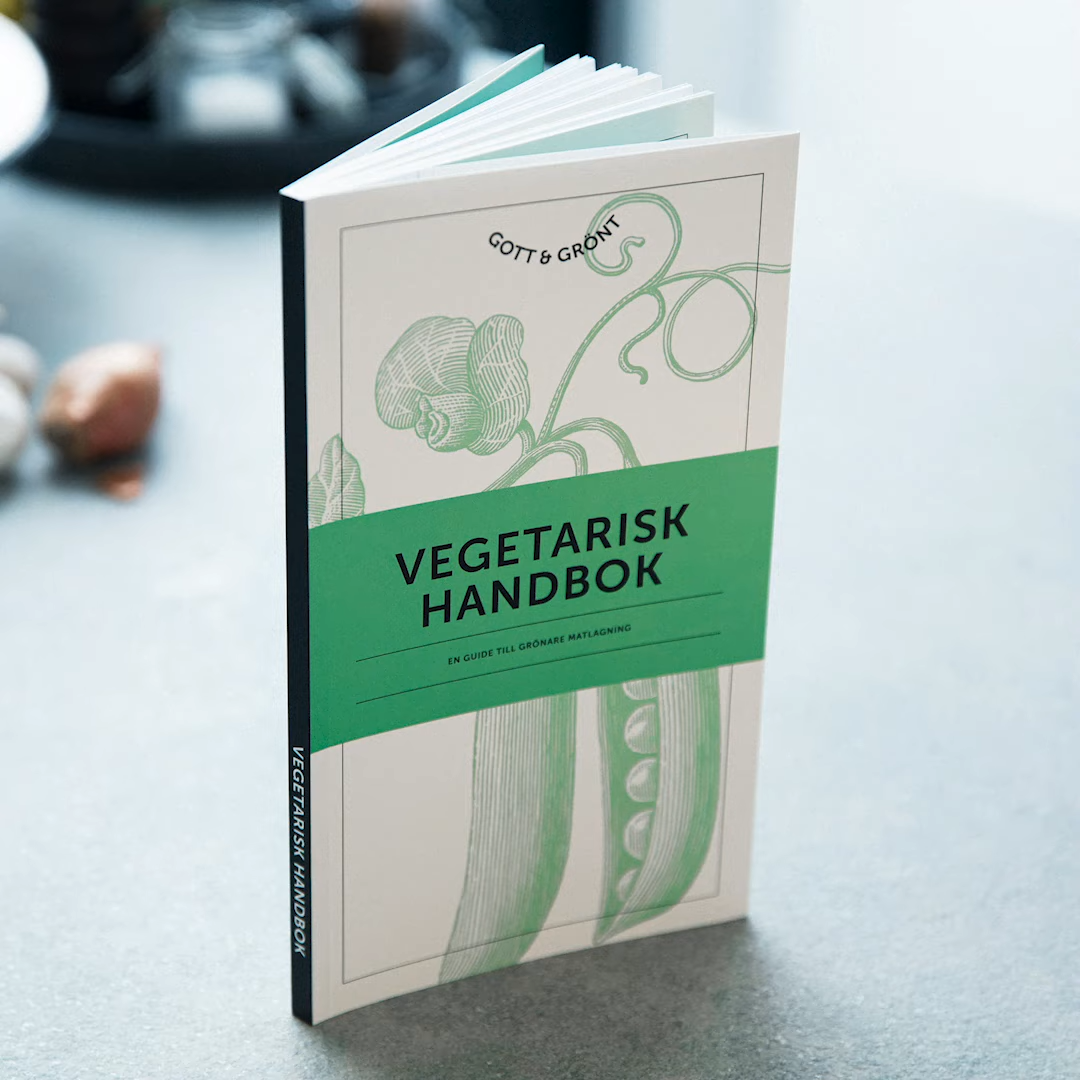 GOTT & GRÖNT
VEGETARISK
HANDBOK
EN GUIDE TILL GRÖNARE MATLAGNING
VEGETARISK HANDBOK